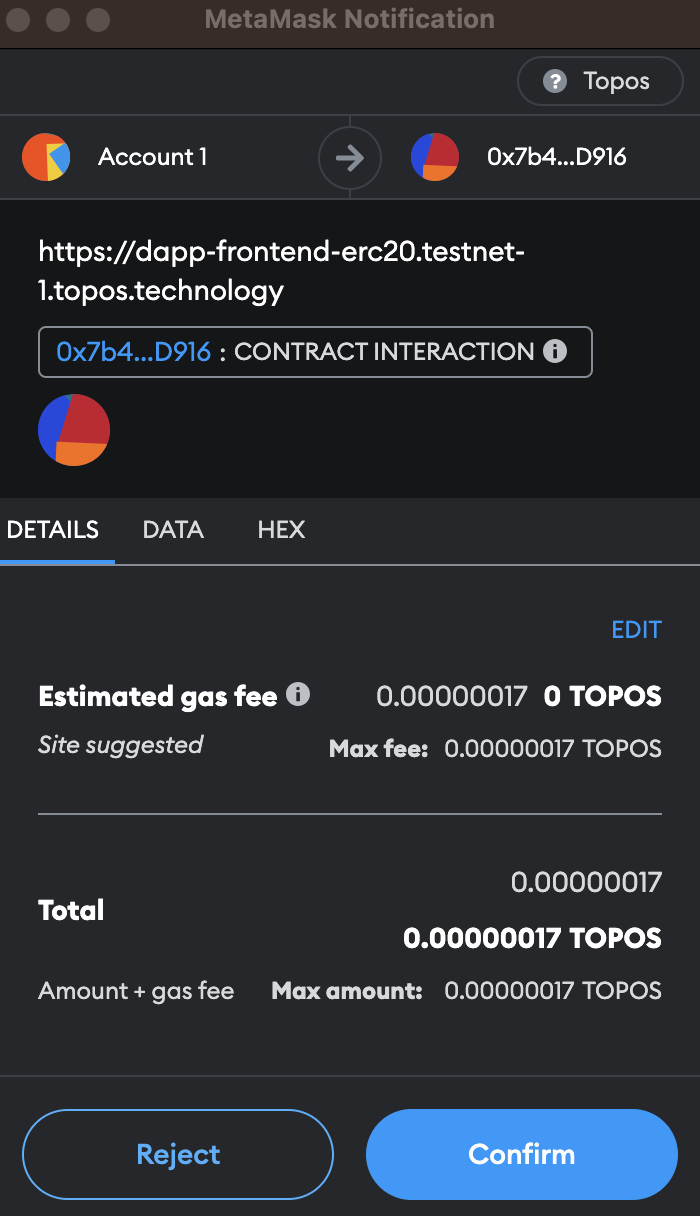 MetaMask Notification
? Topos
Account 1 0x7b4...D916
https://dapp-frontend-erc20.testnet-
1.topos.technology
0x7b4...D916 : CONTRACT INTERACTION i
DETAILS DATA HEX
EDIT
Estimated gas fee i 0.00000017 0 TOPOS
Site suggested Max fee: 0.00000017 TOPOS
0.00000017
Total
0.00000017 TOPOS
Amount + gas fee Max amount: 0.00000017 TOPOS
Reject Confirm